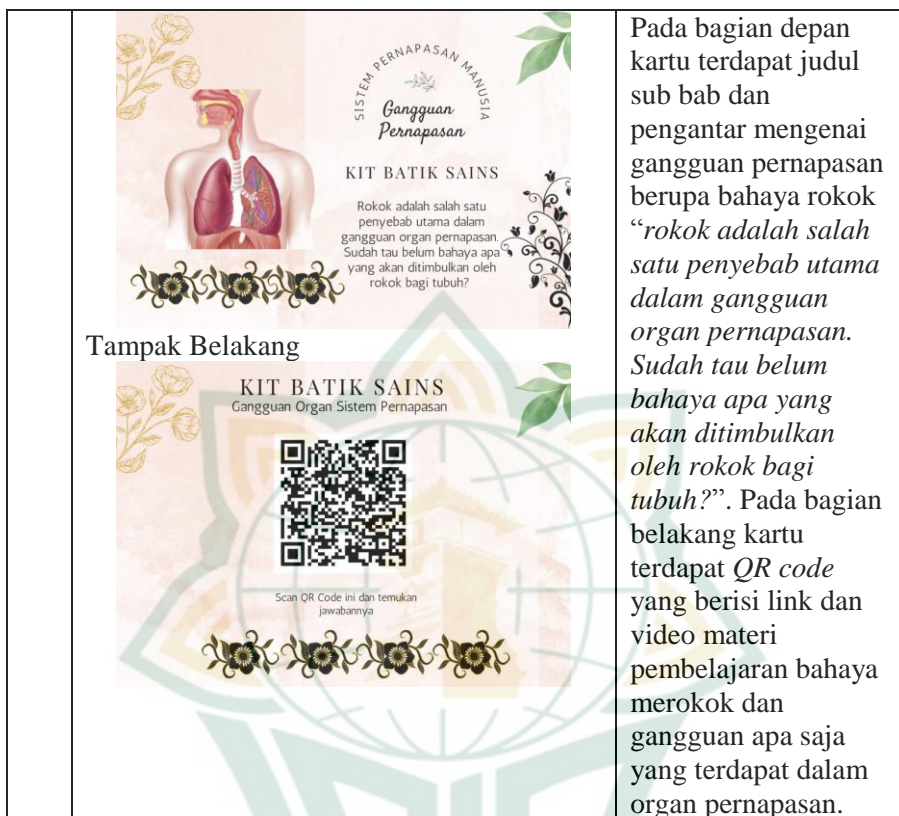 SISTEM PERNAPASAN MANUSIA
Gangguan
Pernapasan
KIT BATIK SAINS
Rokok adalah salah satu
penyebab utama dalam
gangguan organ pernapasan.
Sudah tau belum bahaya apa
yang akan ditimbulkan oleh
rokok bagi tubuh?
Tampak Belakang
KIT BATIK SAINS
Gangguan Organ Sistem Pernapasan
Scan QR Code ini dan temukan
jawabannya
Pada bagian depan
kartu terdapat judul
sub bab dan
pengantar mengenai
gangguan pernapasan
berupa bahaya rokok
“rokok adalah salah
satu penyebab utama
dalam gangguan
organ pernapasan.
Sudah tau belum
bahaya apa yang
akan ditimbulkan
oleh rokok bagi
tubuh?”. Pada bagian
belakang kartu
terdapat QR code
yang berisi link dan
video materi
pembelajaran bahaya
merokok dan
gangguan apa saja
yang terdapat dalam
organ pernapasan.